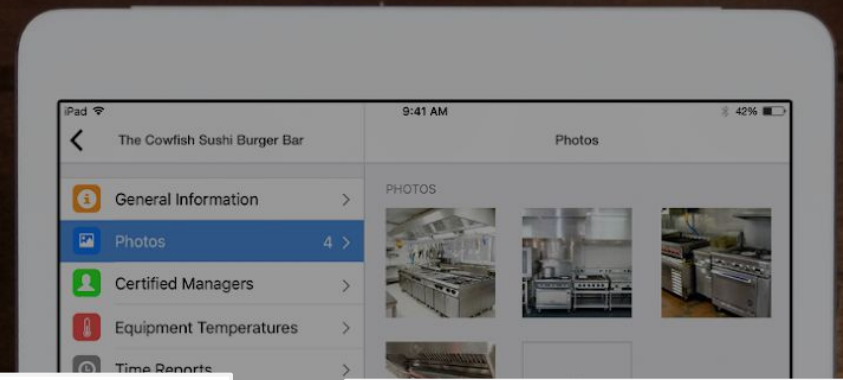 iPad 9:41 AM 42%
The Cowfish Sushi Burger Bar Photos
General Information
Photos 4
Certified Managers
Equipment Temperatures
Time Reports
PHOTOS